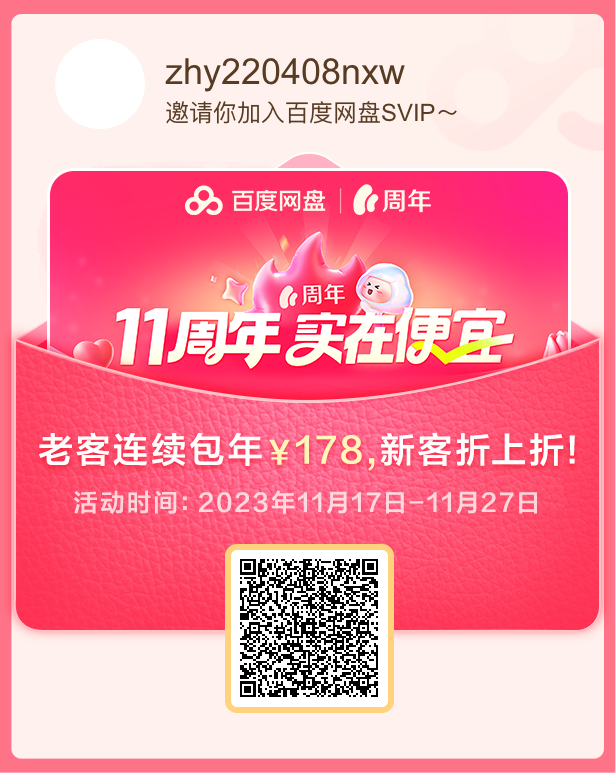 zhy220408nxw
邀请你加入百度网盘SVIP～
百度网盘 | 周年
周年
11周年 实在便宜
老客连续包年¥178,新客折上折!
活动时间: 2023年11月17日-11月27日